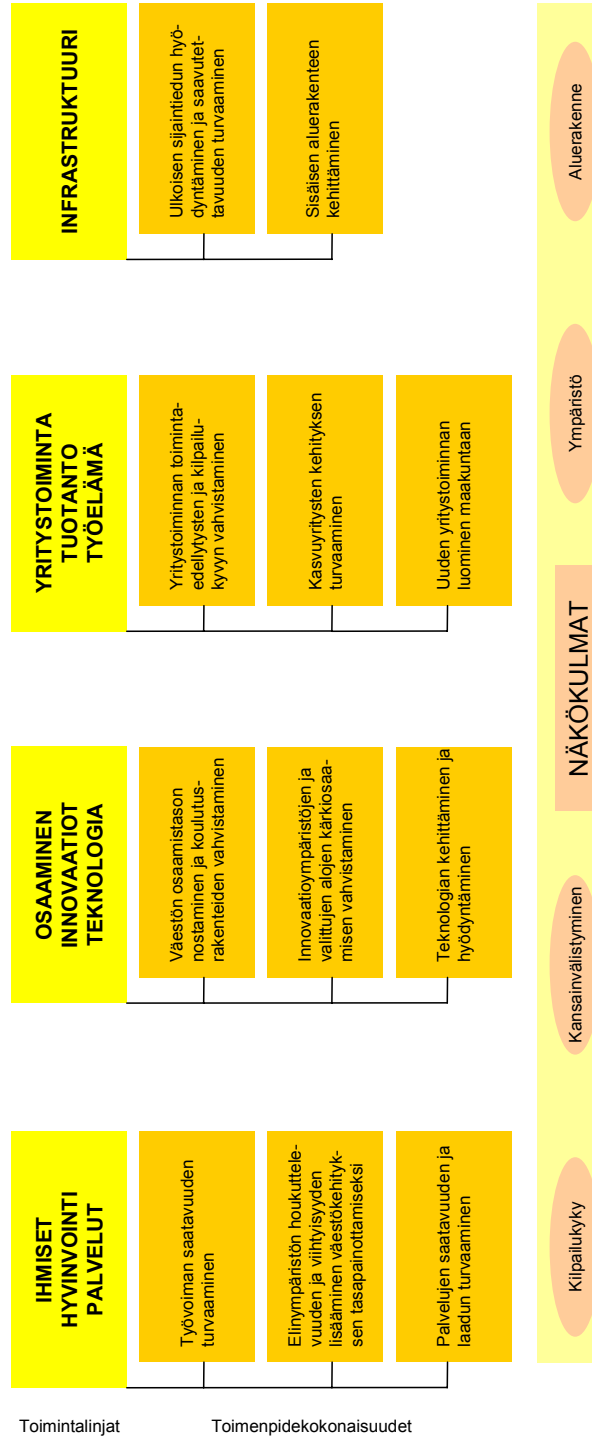 Toimintalinjat
IHMISET
HYVINVOINTI
PALVELUT
OSAAMINEN
INNOVAATIOT
TEKNOLOGIA
YRITYSTOIMINTA
TUOTANTO
TYÖELÄMÄ
INFRASTRUKTUURI
Toimenpidekokonaisuudet
Työvoiman saatavuuden
turvaaminen
Elinympäristön houkuttele-
vuuden ja viihtyisyyden
lisääminen väestökehityk-
sen tasapainottamiseksi
Palvelujen saatavuuden ja
laadun turvaaminen
Väestön osaamistason
nostaminen ja koulutus-
rakenteiden vahvistaminen
Innovaatioympäristöjen ja
valittujen alojen kärkiosaa-
misen vahvistaminen
Teknologian kehittäminen ja
hyödyntäminen
Yritystoiminnan toiminta-
edellytysten ja kilpailu-
kyvyn vahvistaminen
Kasvuyritysten kehityksen
turvaaminen
Uuden yritystoiminnan
luominen maakuntaan
Ulkoisen sijaintiedun hyö-
dyntäminen ja saavutet-
tavuuden turvaaminen
Sisäisen aluerakenteen
kehittäminen
Kilpailukyky
Kansainvälistyminen
NÄKÖKULMAT
Ympäristö
Aluerakenne